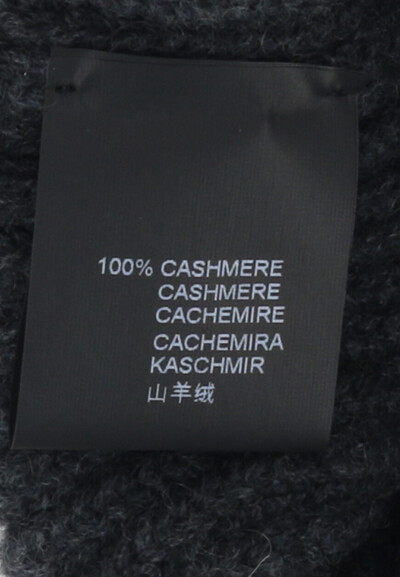 100% CASHMERE
CASHMERE
CACHEMIRE
CACHEMIRA
KASCHMIR
山羊绒